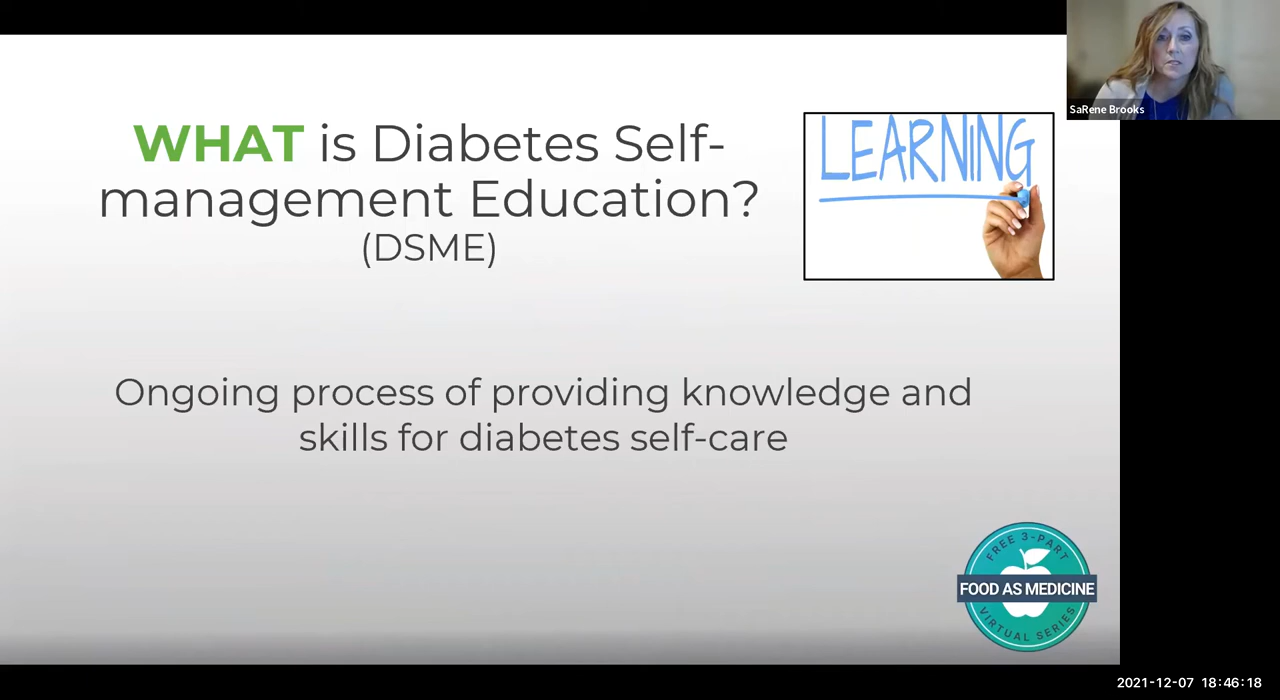 SaRene Brooks
WHAT is Diabetes Self-
management Education?
(DSME)
LEARNING
Ongoing process of providing knowledge and
skills for diabetes self-care
FREE 3-PART
FOOD AS MEDICINE
VIRTUAL SERIES
2021-12-07 18:46:18